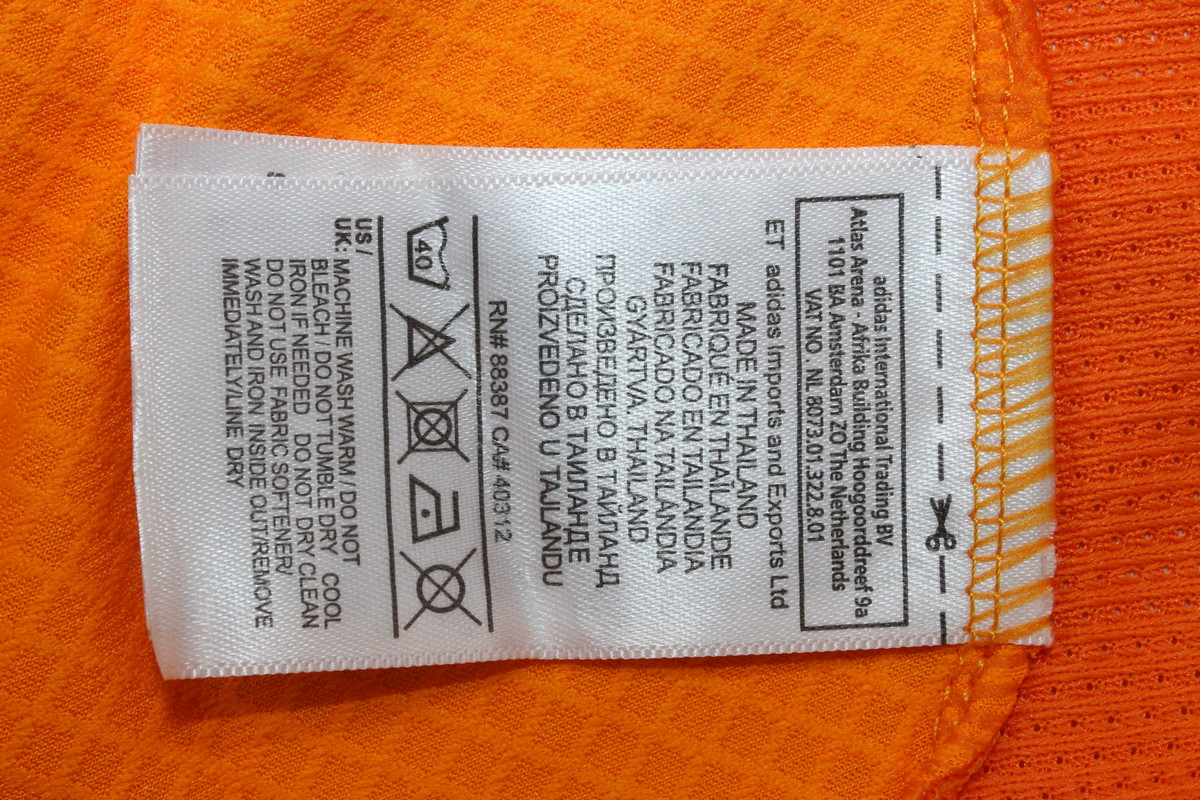 adidas International Trading BV
Atlas Arena - Afrika Building Hoogoorddreef 9a
1101 BA Amsterdam ZO The Netherlands
VAT NO NL 8073.01.322.8.01
ET adidas Imports and Exports Ltd
MADE IN THAILAND
FABRIQUÉ EN THAÏLANDE
FABRICADO EN TAILANDIA
FABRICADO NA TAILÂNDIA
GYÁRTVA. THAILAND
ПРОИЗВЕДЕНО В ТАЙЛАНД
СДЕЛАНО В ТАИЛАНДЕ
PROIZVEDENO U TAJLANDU
RN# 88387 CA# 40312
40
US /
UK: MACHINE WASH WARM / DO NOT
BLEACH / DO NOT TUMBLE DRY COOL
IRON IF NEEDED DO NOT DRY CLEAN
DO NOT USE FABRIC SOFTENER/
WASH AND IRON INSIDE OUT/REMOVE
IMMEDIATELY/LINE DRY